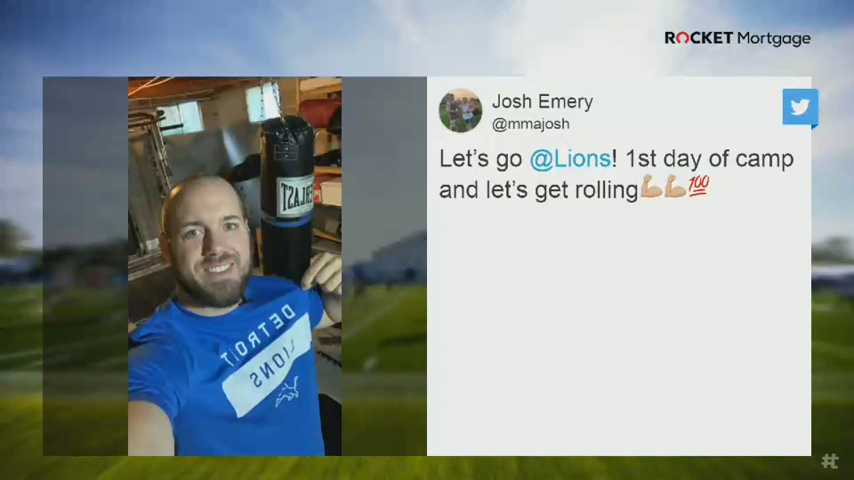 ROCKET Mortgage
Josh Emery
@mmajosh
Let's go @Lions! 1st day of camp
and let's get rolling💪💪💯
EVERLAST
DETROIT
LIONS